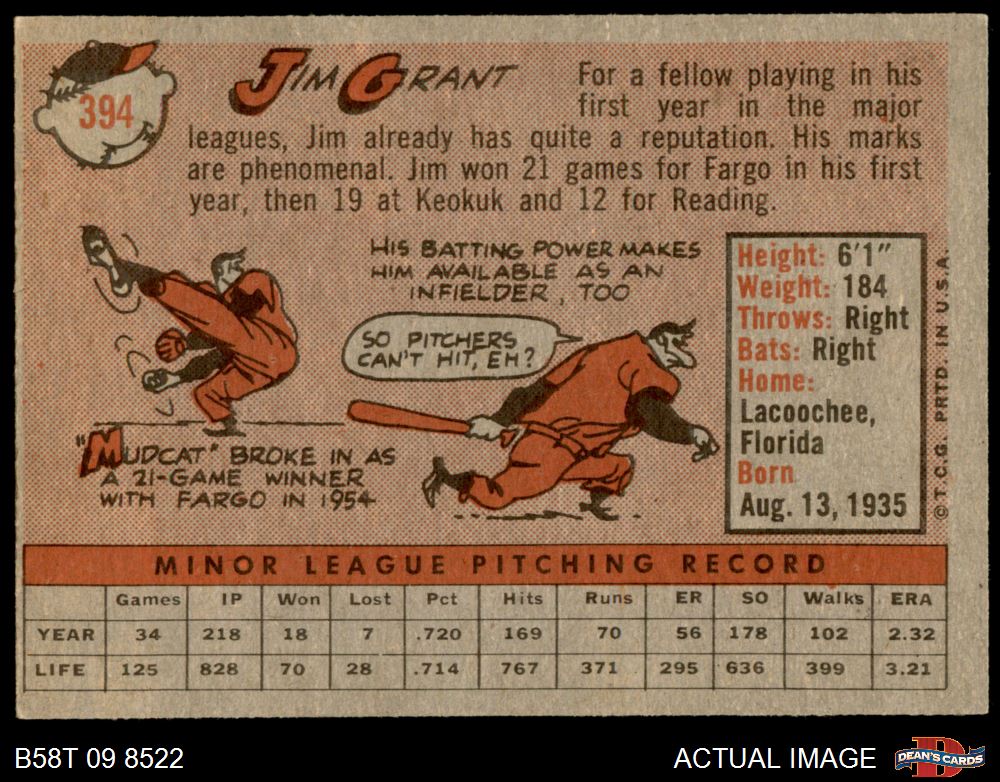 394
JIM GRANT
For a fellow playing in his
first year in the major
leagues, Jim already has quite a reputation. His marks
are phenomenal. Jim won 21 games for Fargo in his first
year, then 19 at Keokuk and 12 for Reading.
HIS BATTING POWER MAKES
HIM AVAILABLE AS AN
INFIELDER, TOO
SO PITCHERS
CAN'T HIT, EH?
"MUDCAT" BROKE IN AS
A 21-GAME WINNER
WITH FARGO IN 1954
Height: 6'1"
Weight: 184
Throws: Right
Bats: Right
Home:
Lacoochee,
Florida
Born
Aug. 13, 1935
© T.C.G. PRTD. IN U.S.A.
MINOR LEAGUE PITCHING RECORD
Games IP Won Lost Pct Hits Runs ER SO Walks ERA
YEAR 34 218 18 7 .720 169 70 56 178 102 2.32
LIFE 125 828 70 28 .714 767 371 295 636 399 3.21
B58T 09 8522
ACTUAL IMAGE
D
DEAN'S CARDS